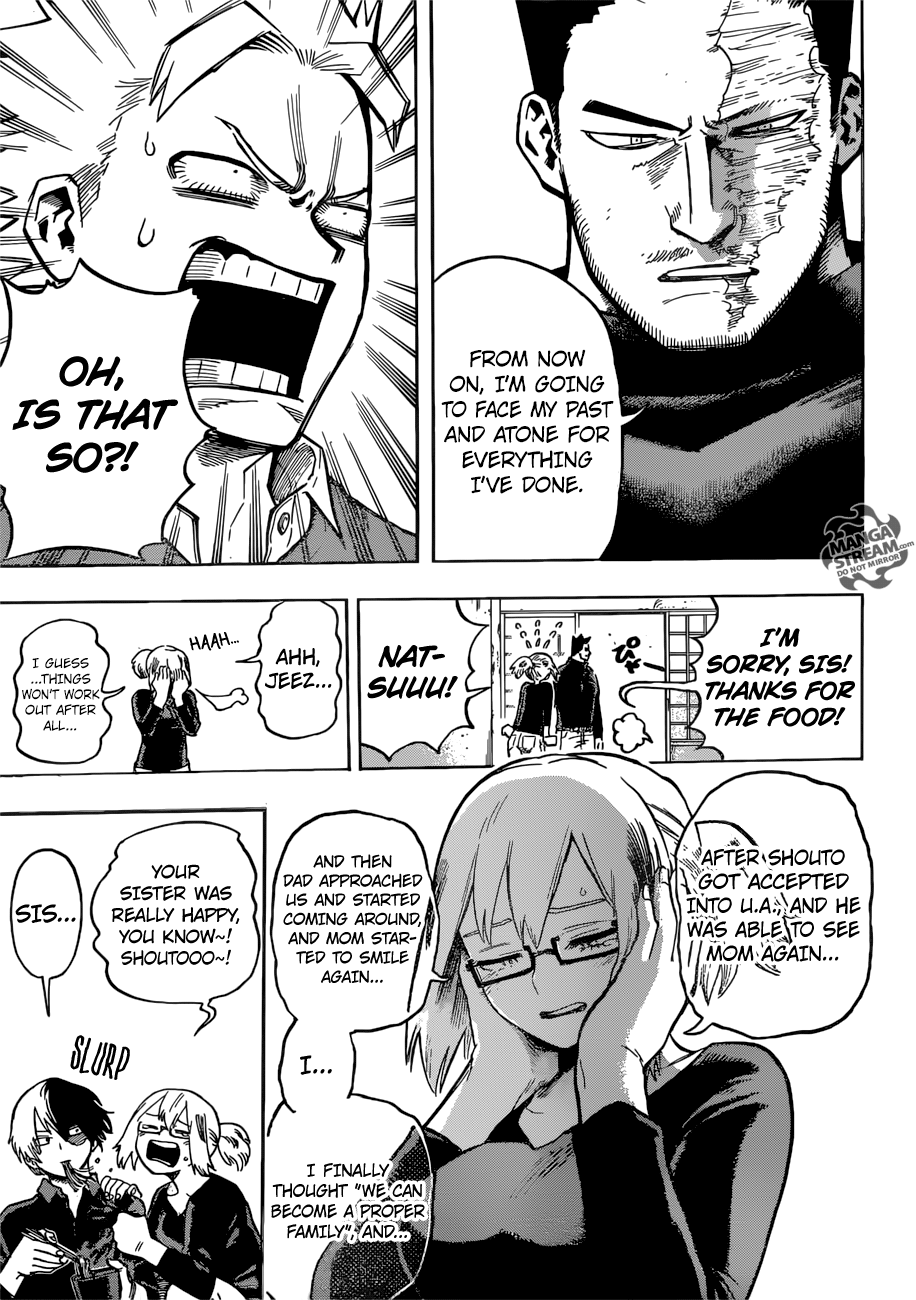 FROM NOW
ON, I'M GOING
TO FACE MY PAST
AND ATONE FOR
EVERYTHING
I'VE DONE.
OH,
IS THAT
SO?!
MANGA
STREAM.com
DO NOT MIRROR
I'M
SORRY, SIS!
THANKS FOR
THE FOOD!
ぴしゃ
NAT-
SUUU!
AHH,
JEEZ...
HAAH...
I GUESS
...THINGS
WON'T WORK
OUT AFTER
ALL...
AFTER SHOUTO
GOT ACCEPTED
INTO U.A., AND HE
WAS ABLE TO SEE
MOM AGAIN...
AND THEN
DAD APPROACHED
US AND STARTED
COMING AROUND,
AND MOM STAR-
TED TO SMILE
AGAIN...
I...
I FINALLY
THOUGHT "WE CAN
BECOME A PROPER
FAMILY", AND...
YOUR
SISTER WAS
REALLY HAPPY,
YOU KNOW~!
SHOUTOOO~!
SIS...
SLURP